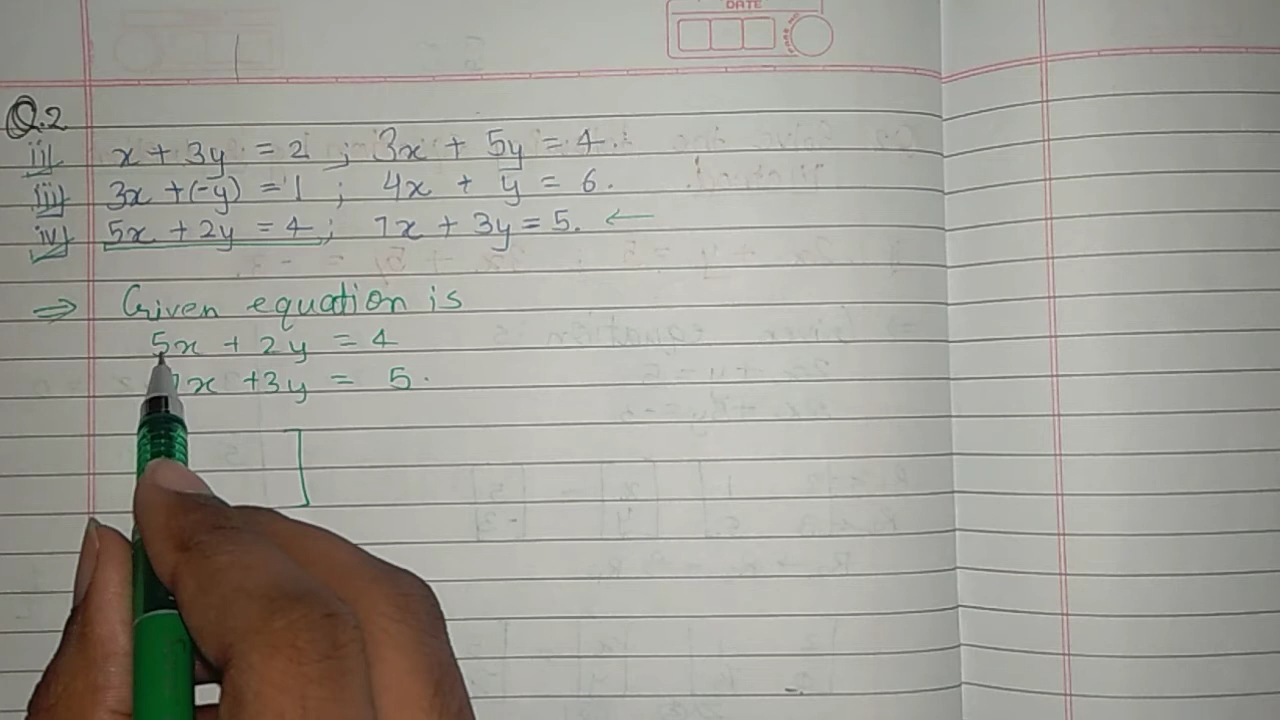 DATE
Q.2
ii) x + 3y = 2 ; 3x + 5y = 4.
iii) 3x + (-y) = 1 ; 4x + y = 6.
iv) 5x + 2y = 4 ; 7x + 3y = 5. ←
⇒ Given equation is
5x + 2y = 4
7x + 3y = 5.